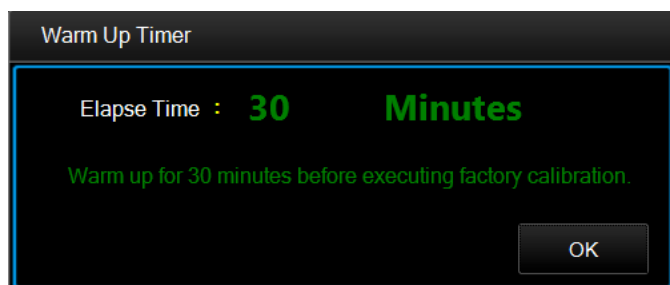 Warm Up Timer
Elapse Time : 30 Minutes
Warm up for 30 minutes before executing factory calibration.
OK